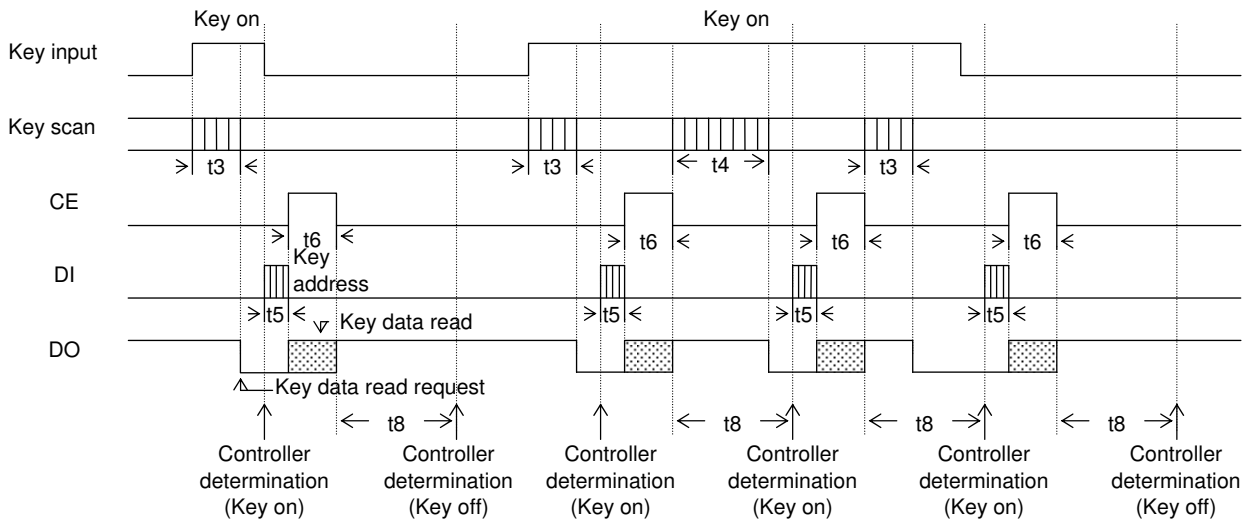 Key on
Key on
Key input
Key scan
t3
t3
t4
t3
CE
t6
t6
t6
t6
Key
address
DI
t5
t5
t5
t5
Key data read
DO
Key data read request
t8
t8
t8
t8
Controller
determination
(Key on)
Controller
determination
(Key off)
Controller
determination
(Key on)
Controller
determination
(Key on)
Controller
determination
(Key on)
Controller
determination
(Key off)